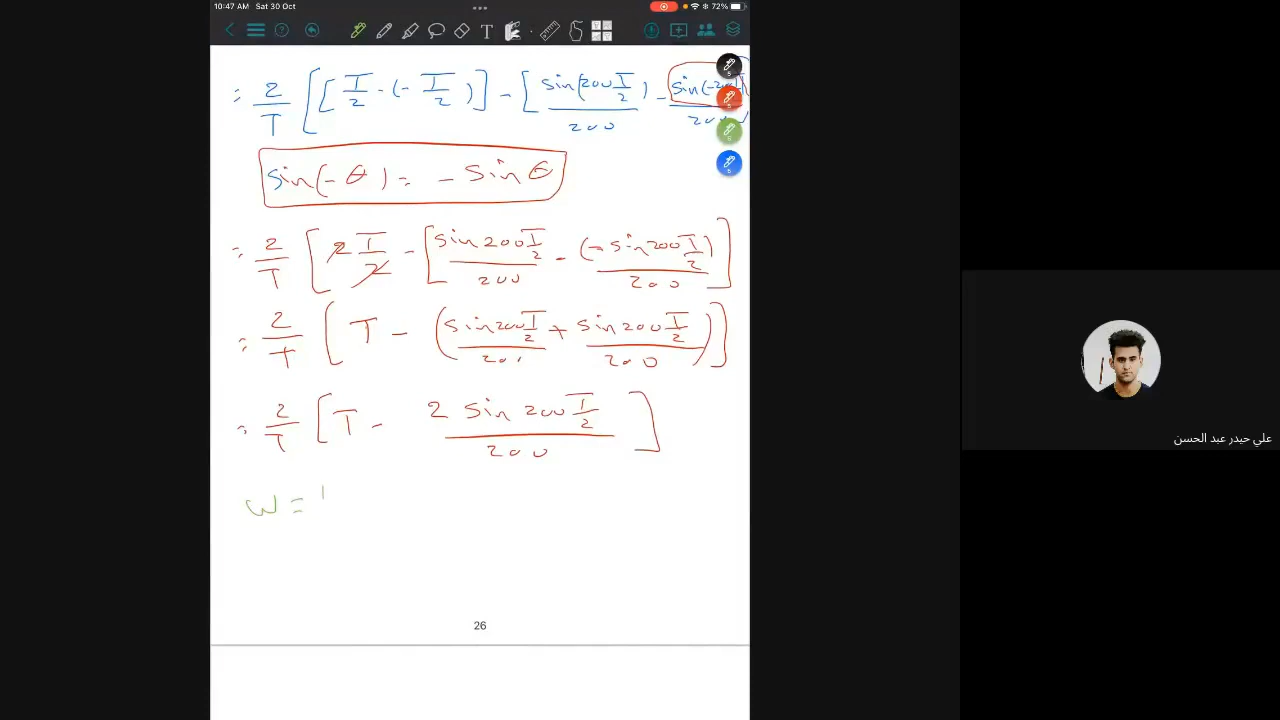 10:47 AM Sat 30 Oct 72%
= 2/T [[T/2 - (- T/2)] - [sin(200 T/2)/200 - sin(-200
sin(-θ) = - sin θ
= 2/T [2 T/2 - [sin 200 T/2 / 200 - (- sin 200 T/2) / 200]
= 2/T [T - (sin 200 T/2 / 200 + sin 200 T/2 / 200)]
= 2/T [T - 2 sin 200 T/2 / 200]
w = 1
26
علي حيدر عبد الحسن